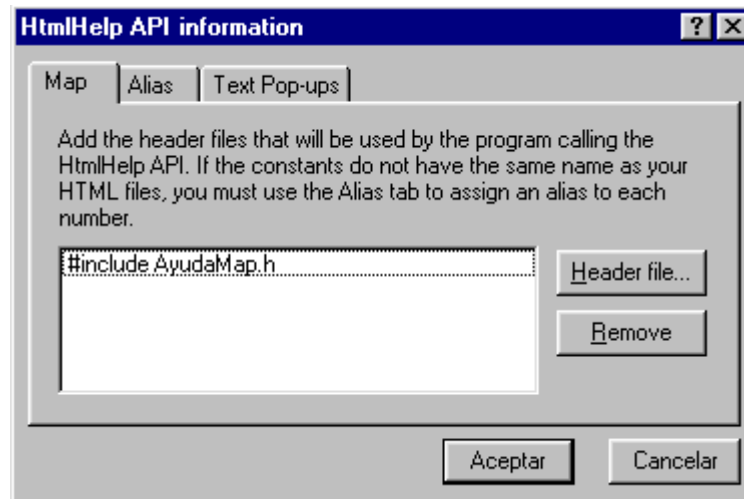 HtmlHelp API information
Map Alias Text Pop-ups
Add the header files that will be used by the program calling the
HtmlHelp API. If the constants do not have the same name as your
HTML files, you must use the Alias tab to assign an alias to each
number.
#include AyudaMap.h
Header file...
Remove
Aceptar Cancelar